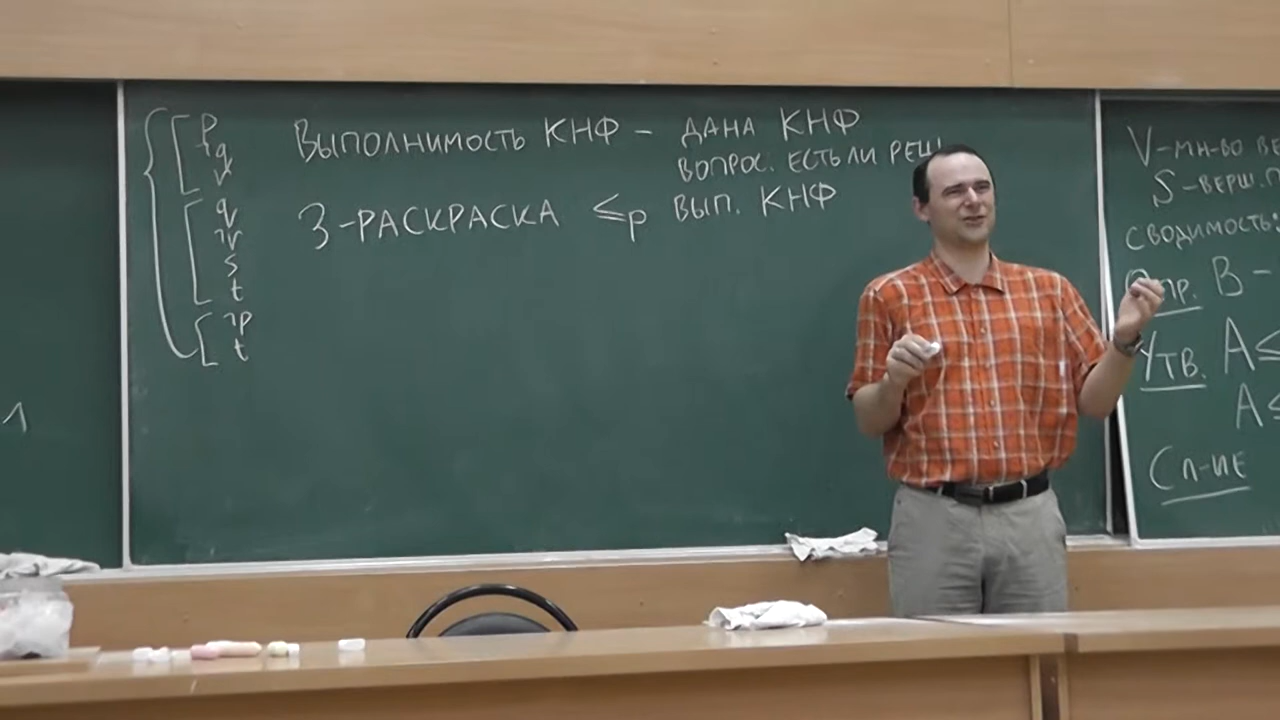 p
q
r
q
¬r
s
t
¬p
t
ВЫПОЛНИМОСТЬ КНФ – ДАНА КНФ
ВОПРОС. ЕСТЬ ЛИ РЕШ
3-РАСКРАСКА ≤p ВЫП. КНФ
V-МН-ВО ВЕ
S-ВЕРШ.П
СВОДИМОСТЬ:
Опр. B –
Утв. A ≤
A ≤
Сл-ие
1